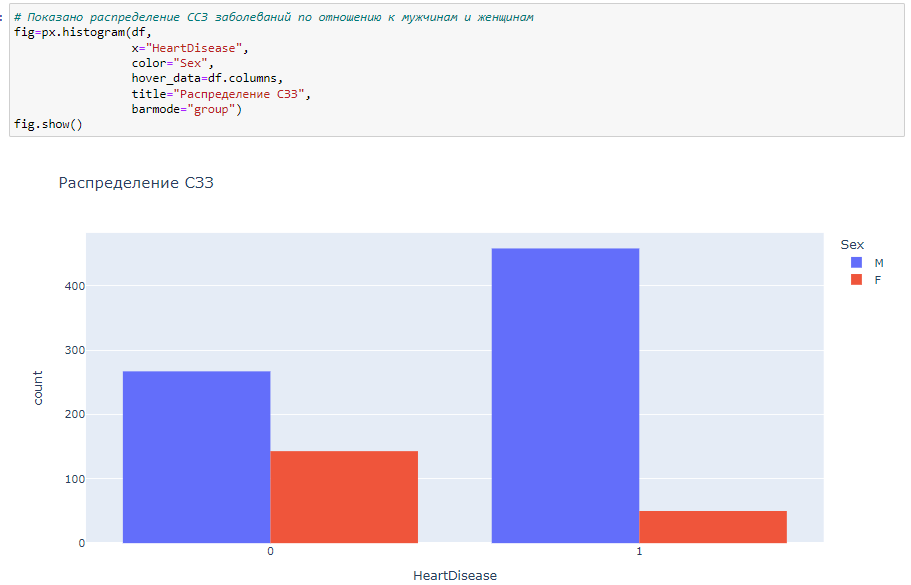 :
# Показано распределение ССЗ заболеваний по отношению к мужчинам и женщинам
fig=px.histogram(df,
x="HeartDisease",
color="Sex",
hover_data=df.columns,
title="Распределение СЗЗ",
barmode="group")
fig.show()
Распределение СЗЗ
Sex
M
F
count
400
300
200
100
0
0
1
HeartDisease